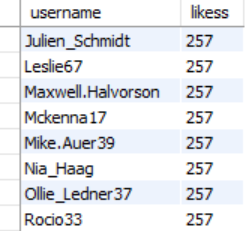 username likess
Julien_Schmidt 257
Leslie67 257
Maxwell.Halvorson 257
Mckenna17 257
Mike.Auer39 257
Nia_Haag 257
Ollie_Ledner37 257
Rocio33 257